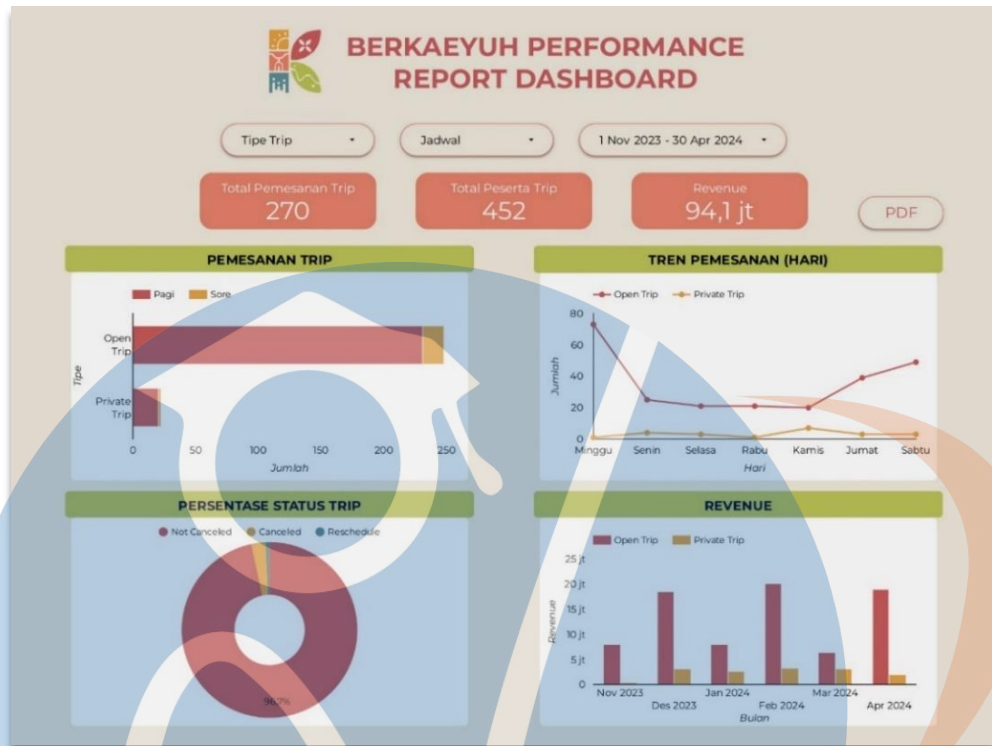 BERKAEYUH PERFORMANCE
REPORT DASHBOARD
Tipe Trip
Jadwal
1 Nov 2023 - 30 Apr 2024
Total Pemesanan Trip
270
Total Peserta Trip
452
Revenue
94,1 jt
PDF
PEMESANAN TRIP
Pagi
Sore
Open
Trip
Private
Trip
Tipe
0
50
100
150
200
250
Jumlah
TREN PEMESANAN (HARI)
Open Trip
Private Trip
80
60
40
20
0
Jumlah
Minggu
Senin
Selasa
Rabu
Kamis
Jumat
Sabtu
Hari
PERSENTASE STATUS TRIP
Not Canceled
Canceled
Reschedule
REVENUE
Open Trip
Private Trip
25 jt
20 jt
15 jt
10 jt
5 jt
0
Revenue
Nov 2023
Des 2023
Jan 2024
Feb 2024
Mar 2024
Apr 2024
Bulan